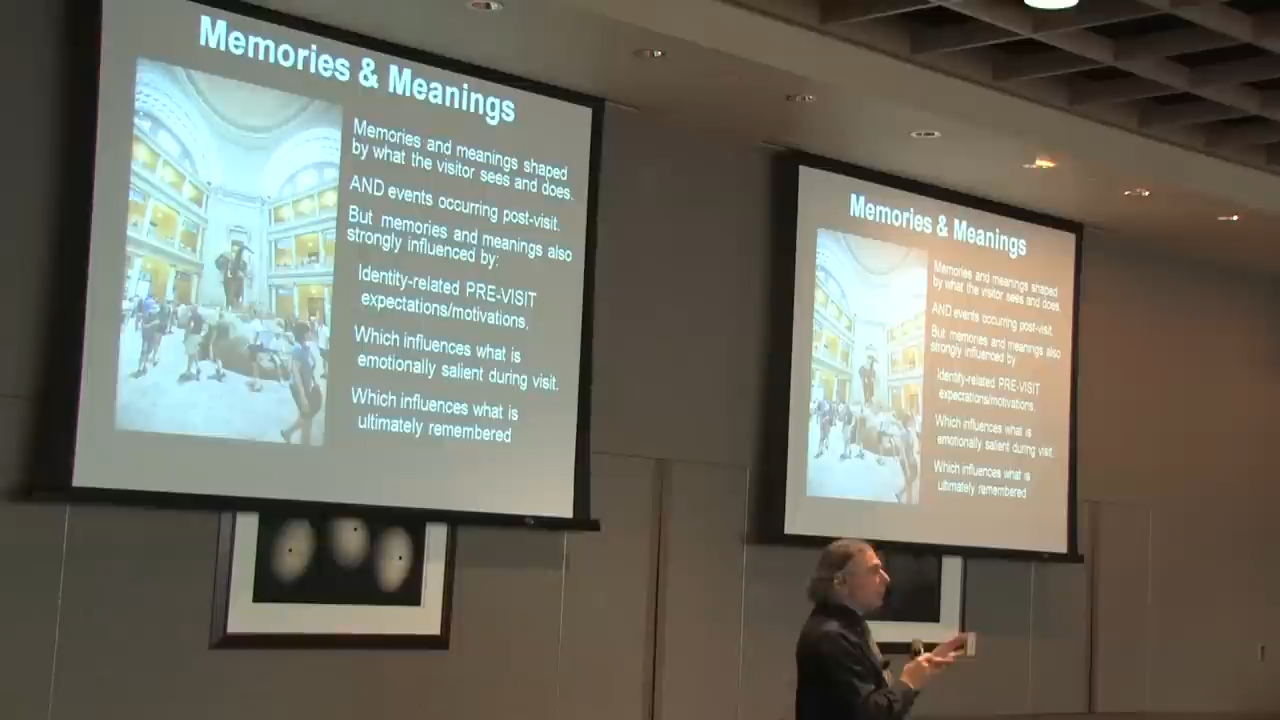 Memories & Meanings
Memories and meanings shaped
by what the visitor sees and does.
AND events occurring post-visit.
But memories and meanings also
strongly influenced by:
Identity-related PRE-VISIT
expectations/motivations,
Which influences what is
emotionally salient during visit.
Which influences what is
ultimately remembered
Memories & Meanings
Memories and meanings shaped
by what the visitor sees and does.
AND events occurring post-visit.
But memories and meanings also
strongly influenced by
Identity-related PRE-VISIT
expectations/motivations,
Which influences what is
emotionally salient during visit.
Which influences what is
ultimately remembered